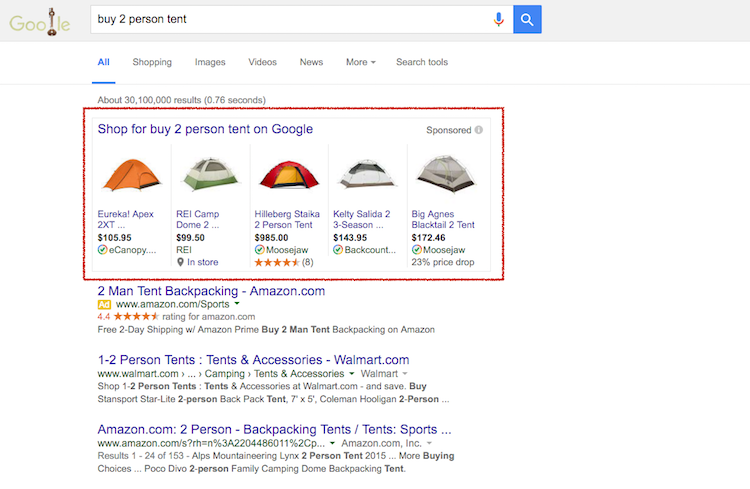 Google
buy 2 person tent
All Shopping Images Videos News More Search tools
About 30,100,000 results (0.76 seconds)
Shop for buy 2 person tent on Google Sponsored
Eureka! Apex
2XT ...
$105.95
eCanopy....
REI Camp
Dome 2 ...
$99.50
REI
In store
Hilleberg Staika
2 Person Tent
$985.00
Moosejaw
(8)
Kelty Salida 2
3-Season ...
$143.95
Backcount...
Big Agnes
Blacktail 2 Tent
$172.46
Moosejaw
23% price drop
2 Man Tent Backpacking - Amazon.com
Ad www.amazon.com/Sports
4.4 rating for amazon.com
Free 2-Day Shipping w/ Amazon Prime Buy 2 Man Tent Backpacking on Amazon
1-2 Person Tents : Tents & Accessories - Walmart.com
www.walmart.com › ... › Camping › Tents & Accessories Walmart
Shop 1-2 Person Tents : Tents & Accessories at Walmart.com - and save. Buy
Stansport Star-Lite 2-person Back Pack Tent, 7' x 5', Coleman Hooligan 2-Person ...
Amazon.com: 2 Person - Backpacking Tents / Tents: Sports ...
www.amazon.com/s?rh=n%3A2204486011%2Cp... Amazon.com, Inc.
Results 1 - 24 of 153 - Alps Mountaineering Lynx 2 Person Tent 2015 ... More Buying
Choices ... Poco Divo 2-person Family Camping Dome Backpacking Tent.